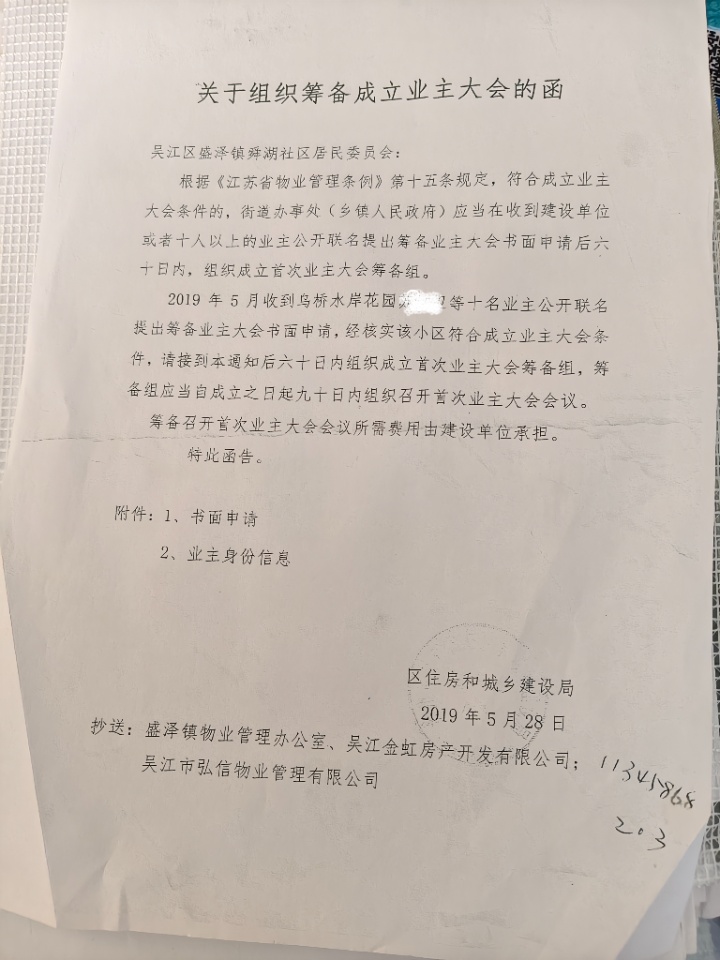 关于组织筹备成立业主大会的函
吴江区盛泽镇舜湖社区居民委员会：
根据《江苏省物业管理条例》第十五条规定，符合成立业主
大会条件的，街道办事处（乡镇人民政府）应当在收到建设单位
或者十人以上的业主公开联名提出筹备业主大会书面申请后六
十日内，组织成立首次业主大会筹备组。
2019 年 5 月收到乌桥水岸花园 等十名业主公开联名
提出筹备业主大会书面申请，经核实该小区符合成立业主大会条
件，请接到本通知后六十日内组织成立首次业主大会筹备组，筹
备组应当自成立之日起九十日内组织召开首次业主大会会议。
筹备召开首次业主大会会议所需费用由建设单位承担。
特此函告。
附件：1、书面申请
2、业主身份信息
区住房和城乡建设局
2019 年 5 月 28 日
抄送：盛泽镇物业管理办公室、吴江金虹房产开发有限公司；
吴江市弘信物业管理有限公司
11345868
203